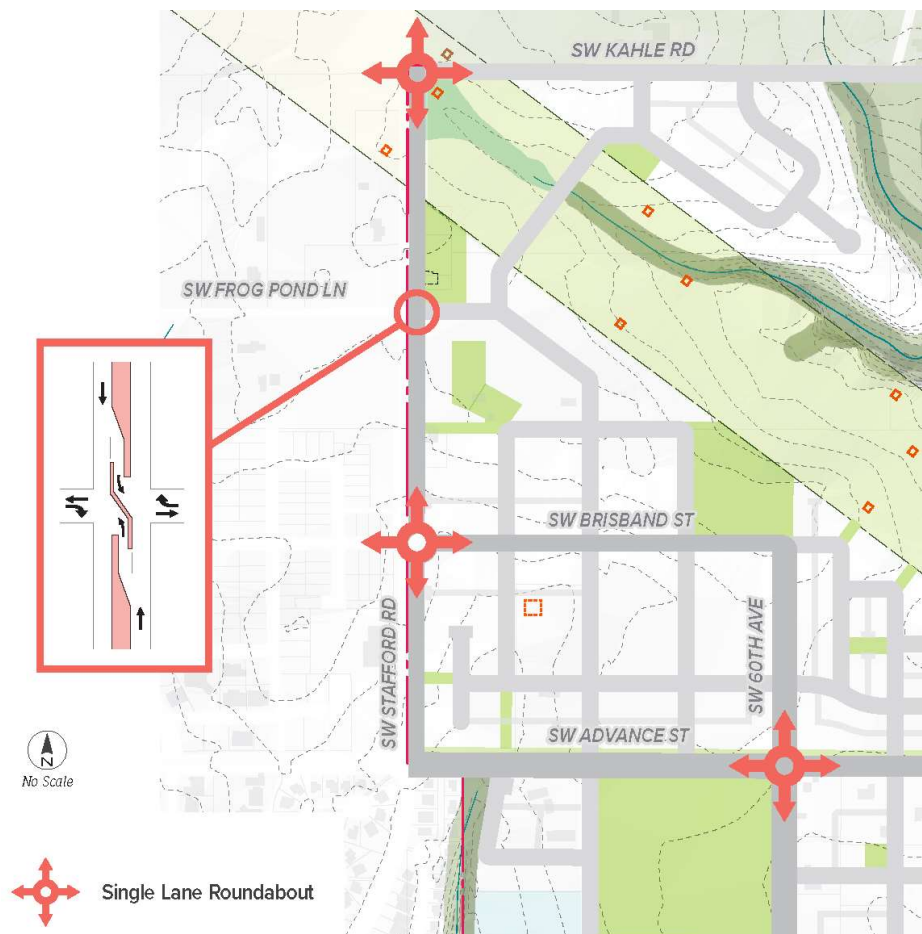 SW KAHLE RD
SW FROG POND LN
SW BRISBAND ST
SW STAFFORD RD
SW 60TH AVE
SW ADVANCE ST
N
No Scale
Single Lane Roundabout